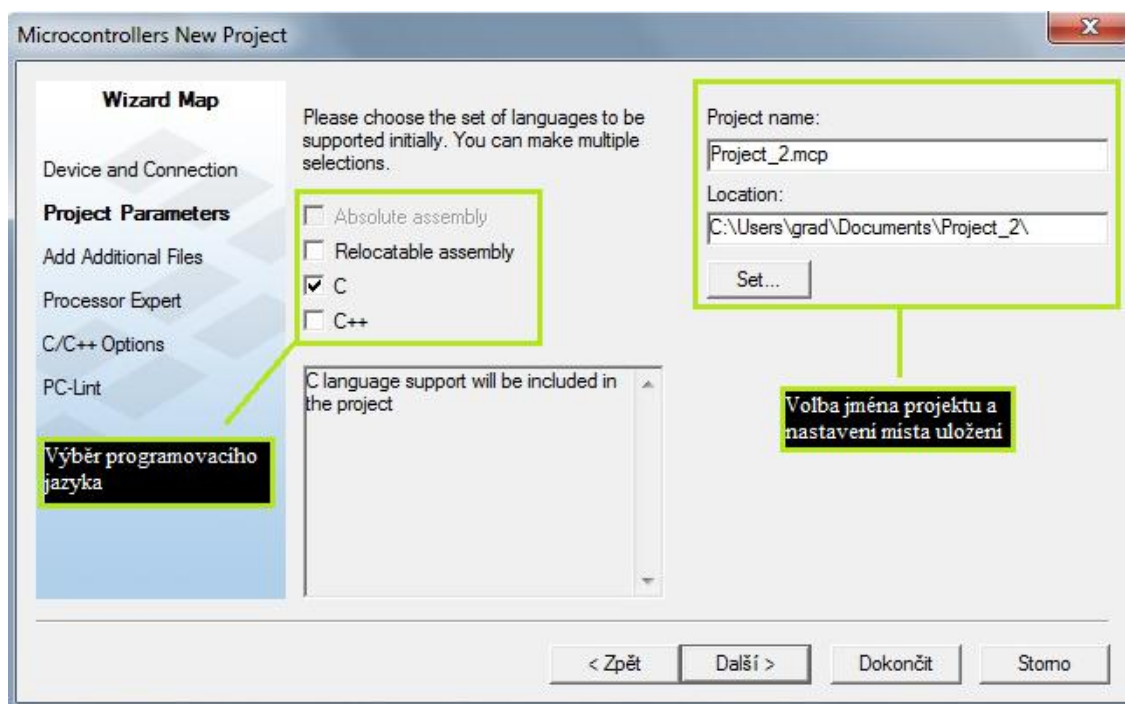 Microcontrollers New Project
Wizard Map
Device and Connection
Project Parameters
Add Additional Files
Processor Expert
C/C++ Options
PC-Lint
Výběr programovacího
jazyka
Please choose the set of languages to be
supported initially. You can make multiple
selections.
Absolute assembly
Relocatable assembly
C
C++
C language support will be included in
the project
Project name:
Project_2.mcp
Location:
C:\Users\grad\Documents\Project_2\
Set...
Volba jména projektu a
nastavení místa uložení
< Zpět
Další >
Dokončit
Storno